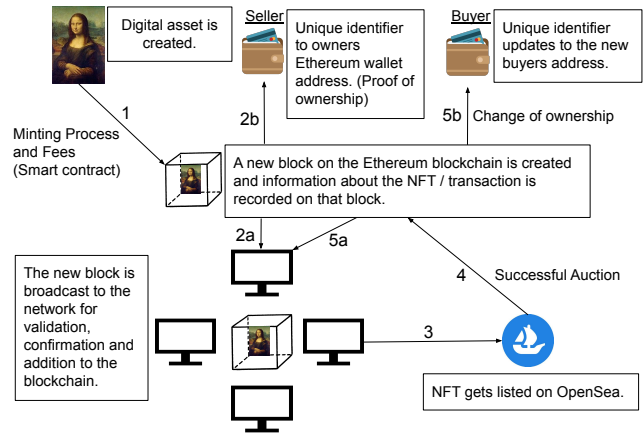 Digital asset is
created.
Seller
Unique identifier
to owners
Ethereum wallet
address. (Proof of
ownership)
Buyer
Unique identifier
updates to the new
buyers address.
1
2b
5b
Change of ownership
Minting Process
and Fees
(Smart contract)
A new block on the Ethereum blockchain is created
and information about the NFT / transaction is
recorded on that block.
2a
5a
4
Successful Auction
The new block is
broadcast to the
network for
validation,
confirmation and
addition to the
blockchain.
3
NFT gets listed on OpenSea.